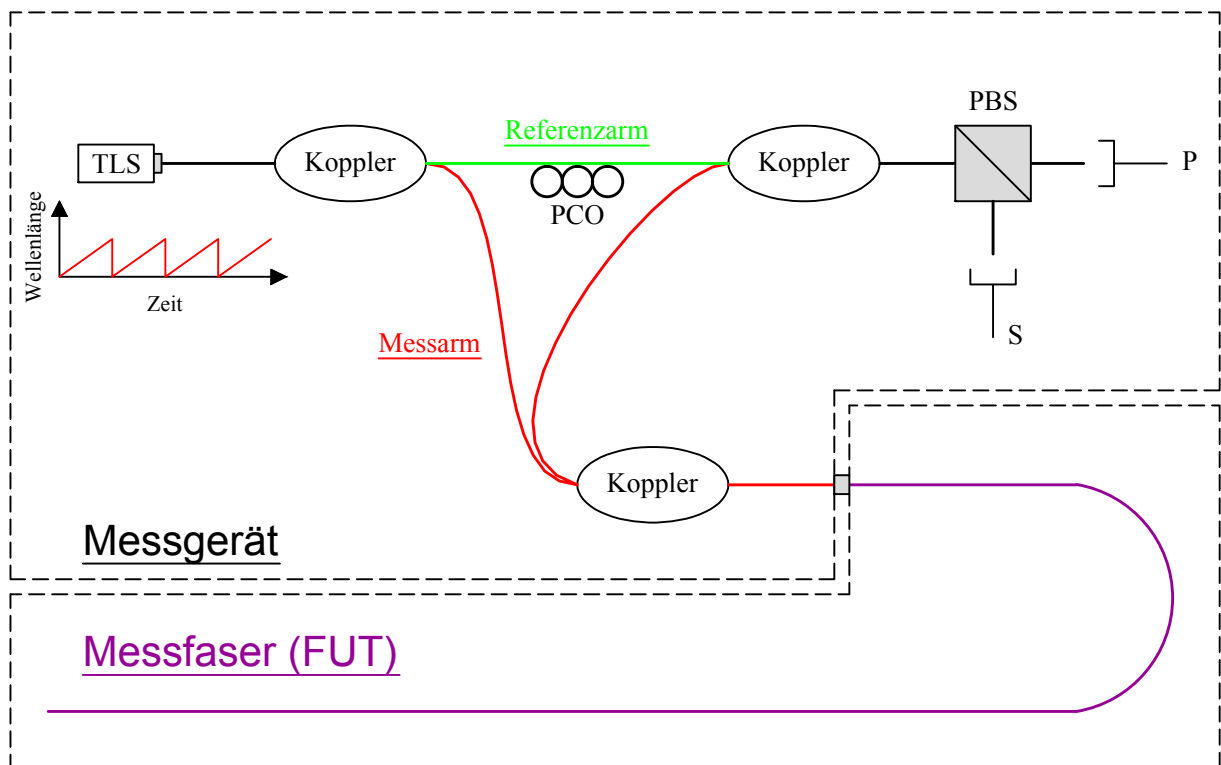 PBS
Referenzarm
TLS
Koppler
Koppler
P
PCO
Wellenlänge
Zeit
S
Messarm
Koppler
Messgerät
Messfaser (FUT)